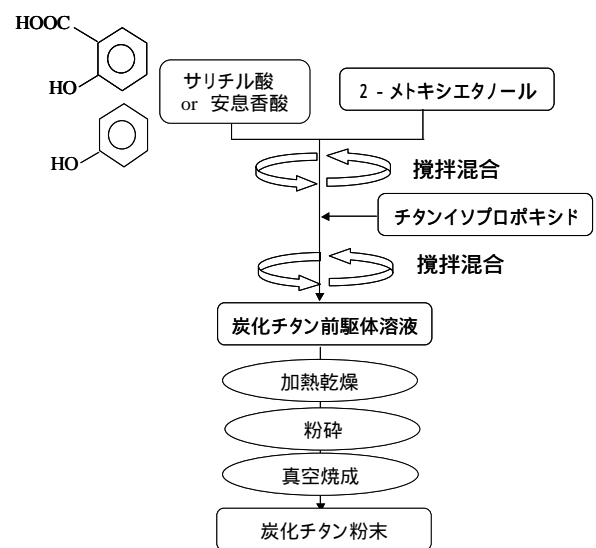 HOOC
HO
HO
サリチル酸
or 安息香酸
2 - メトキシエタノール
攪拌混合
チタンイソプロポキシド
攪拌混合
炭化チタン前駆体溶液
加熱乾燥
粉砕
真空焼成
炭化チタン粉末